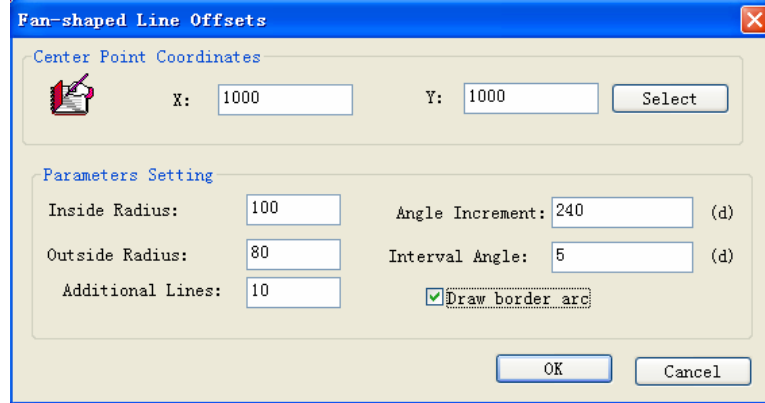 Fan-shaped Line Offsets
Center Point Coordinates
X: 1000 Y: 1000 Select
Parameters Setting
Inside Radius: 100 Angle Increment: 240 (d)
Outside Radius: 80 Interval Angle: 5 (d)
Additional Lines: 10 Draw border arc
OK Cancel